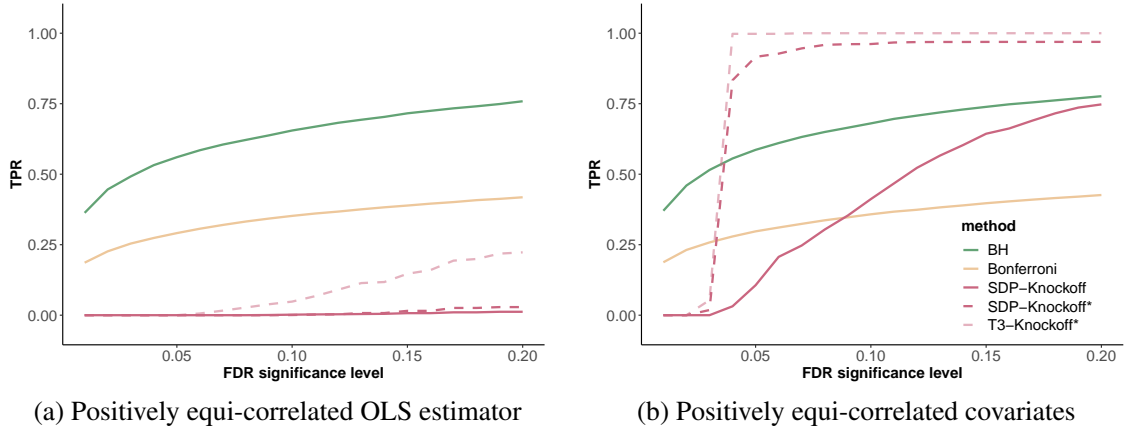 1.00
0.75
0.50
0.25
0.00
TPR
0.05
0.10
0.15
0.20
FDR significance level
(a) Positively equi-correlated OLS estimator
1.00
0.75
0.50
0.25
0.00
TPR
0.05
0.10
0.15
0.20
FDR significance level
method
BH
Bonferroni
SDP−Knockoff
SDP−Knockoff*
T3−Knockoff*
(b) Positively equi-correlated covariates